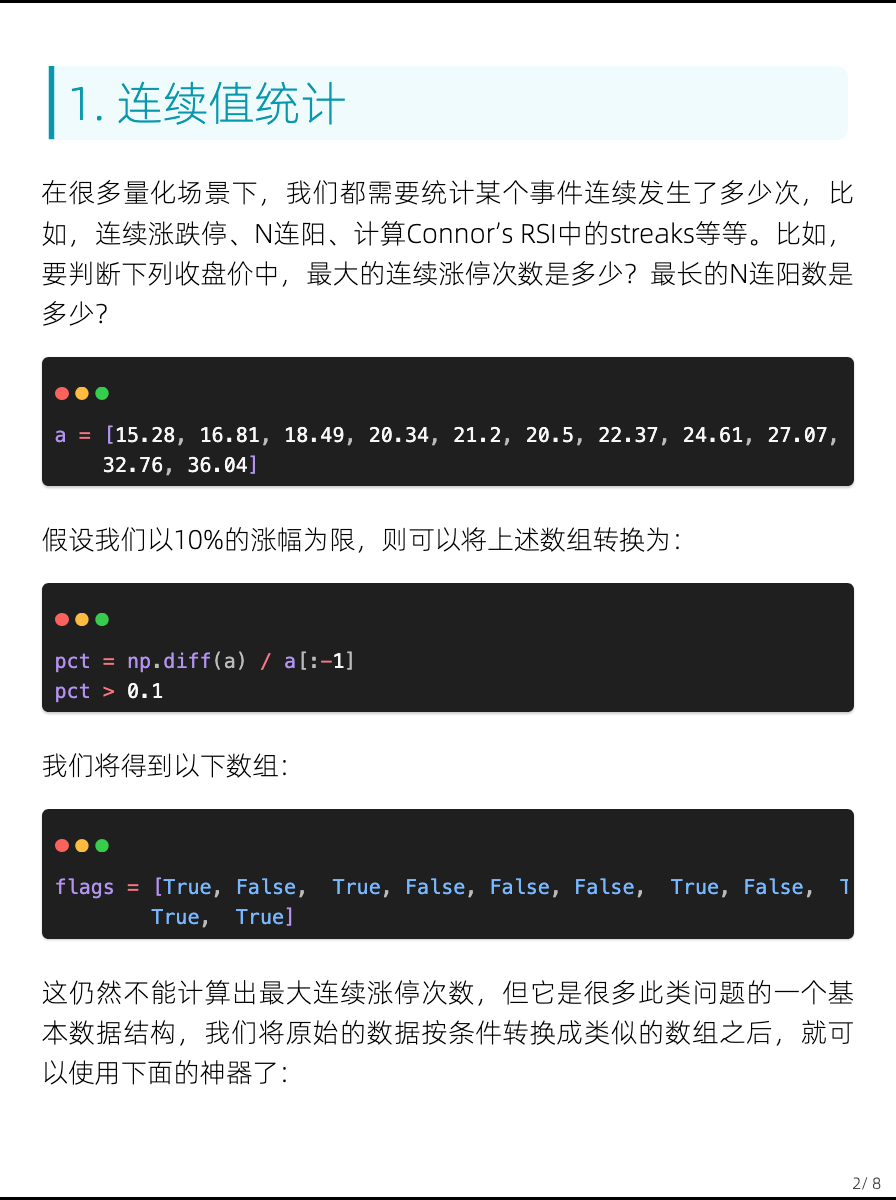 1. 连续值统计
在很多量化场景下，我们都需要统计某个事件连续发生了多少次，比
如，连续涨跌停、N连阳、计算Connor’s RSI中的streaks等等。比如，
要判断下列收盘价中，最大的连续涨停次数是多少？最长的N连阳数是
多少？
a = [15.28, 16.81, 18.49, 20.34, 21.2, 20.5, 22.37, 24.61, 27.07,
32.76, 36.04]
假设我们以10%的涨幅为限，则可以将上述数组转换为：
pct = np.diff(a) / a[:-1]
pct > 0.1
我们将得到以下数组：
flags = [True, False, True, False, False, False, True, False, T
True, True]
这仍然不能计算出最大连续涨停次数，但它是很多此类问题的一个基
本数据结构，我们将原始的数据按条件转换成类似的数组之后，就可
以使用下面的神器了：
2/ 8